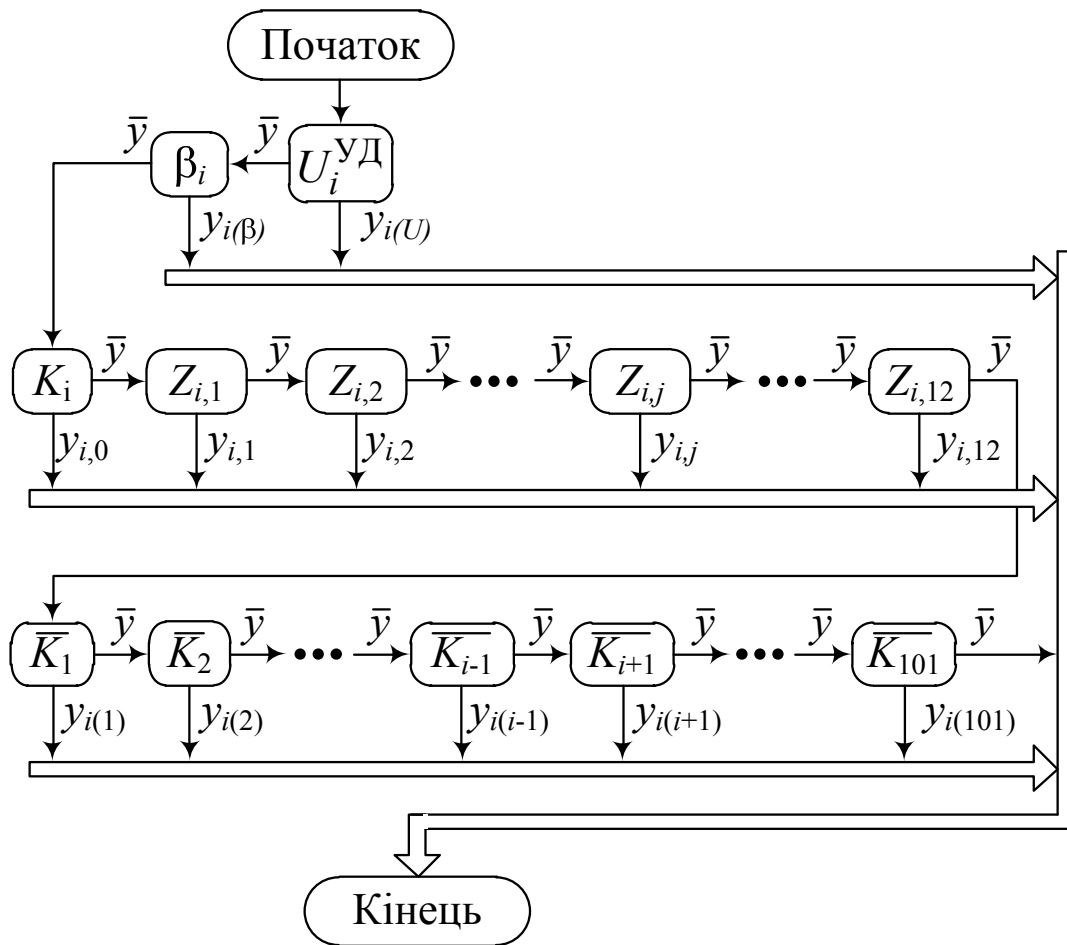 Початок
ȳ ȳ
β_i U_i^УД
y_i(β) y_i(U)
ȳ ȳ ȳ ȳ ȳ ȳ ȳ
K_i Z_i,1 Z_i,2 ••• Z_i,j ••• Z_i,12
y_i,0 y_i,1 y_i,2 y_i,j y_i,12
ȳ ȳ ȳ ȳ ȳ ȳ ȳ
K̅_1 K̅_2 ••• K̅_i-1 K̅_i+1 ••• K̅_101
y_i(1) y_i(2) y_i(i-1) y_i(i+1) y_i(101)
Кінець